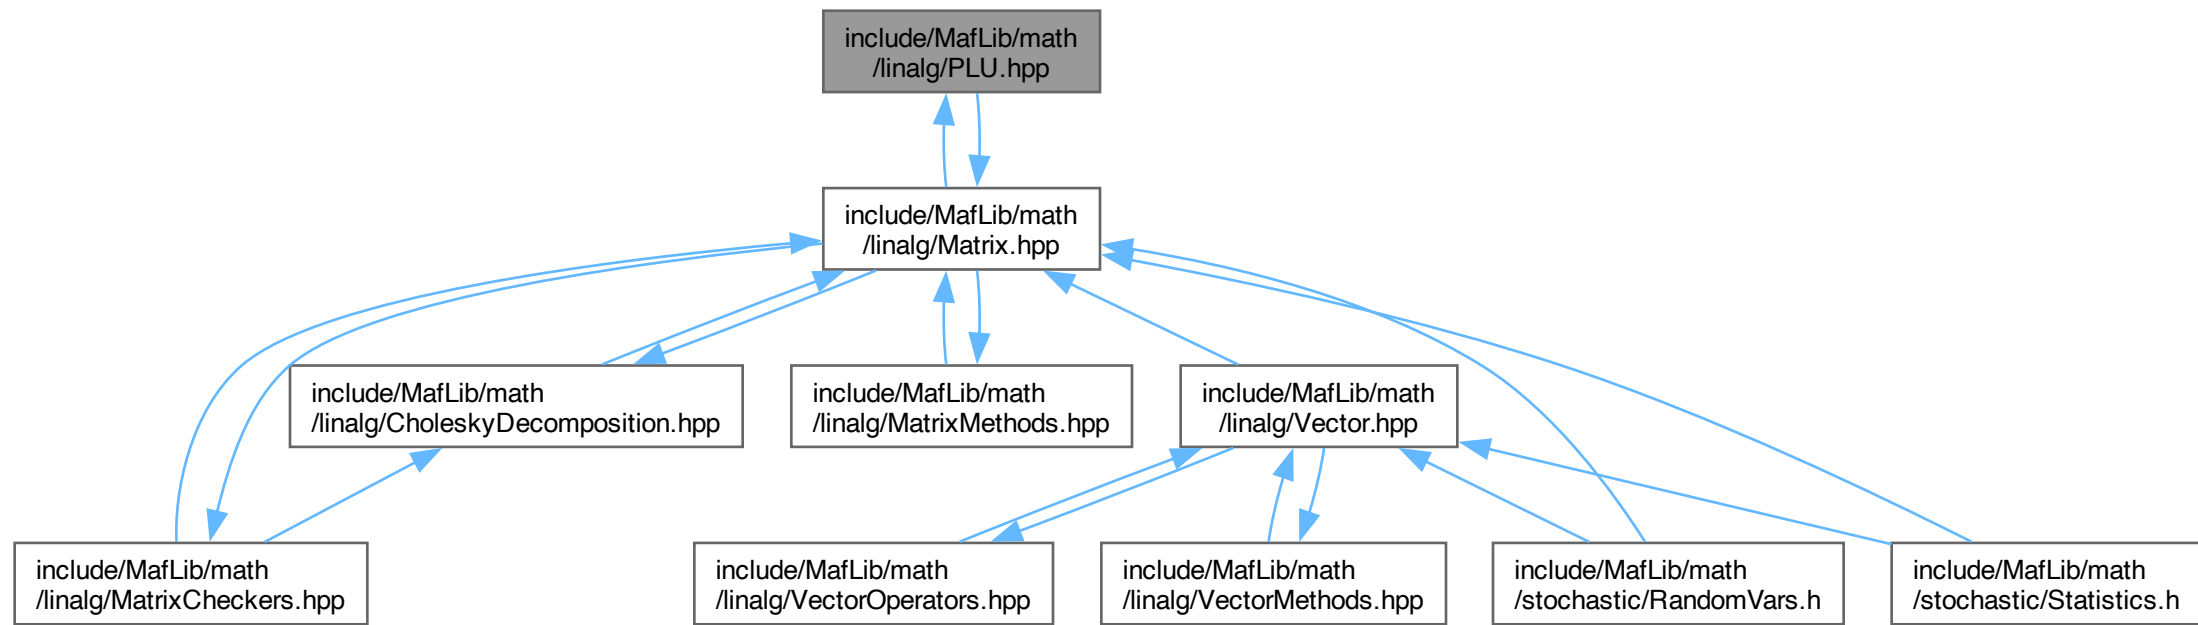 include/MafLib/math
/linalg/PLU.hpp
include/MafLib/math
/linalg/Matrix.hpp
include/MafLib/math
/linalg/CholeskyDecomposition.hpp
include/MafLib/math
/linalg/MatrixMethods.hpp
include/MafLib/math
/linalg/Vector.hpp
include/MafLib/math
/linalg/MatrixCheckers.hpp
include/MafLib/math
/linalg/VectorOperators.hpp
include/MafLib/math
/linalg/VectorMethods.hpp
include/MafLib/math
/stochastic/RandomVars.h
include/MafLib/math
/stochastic/Statistics.h